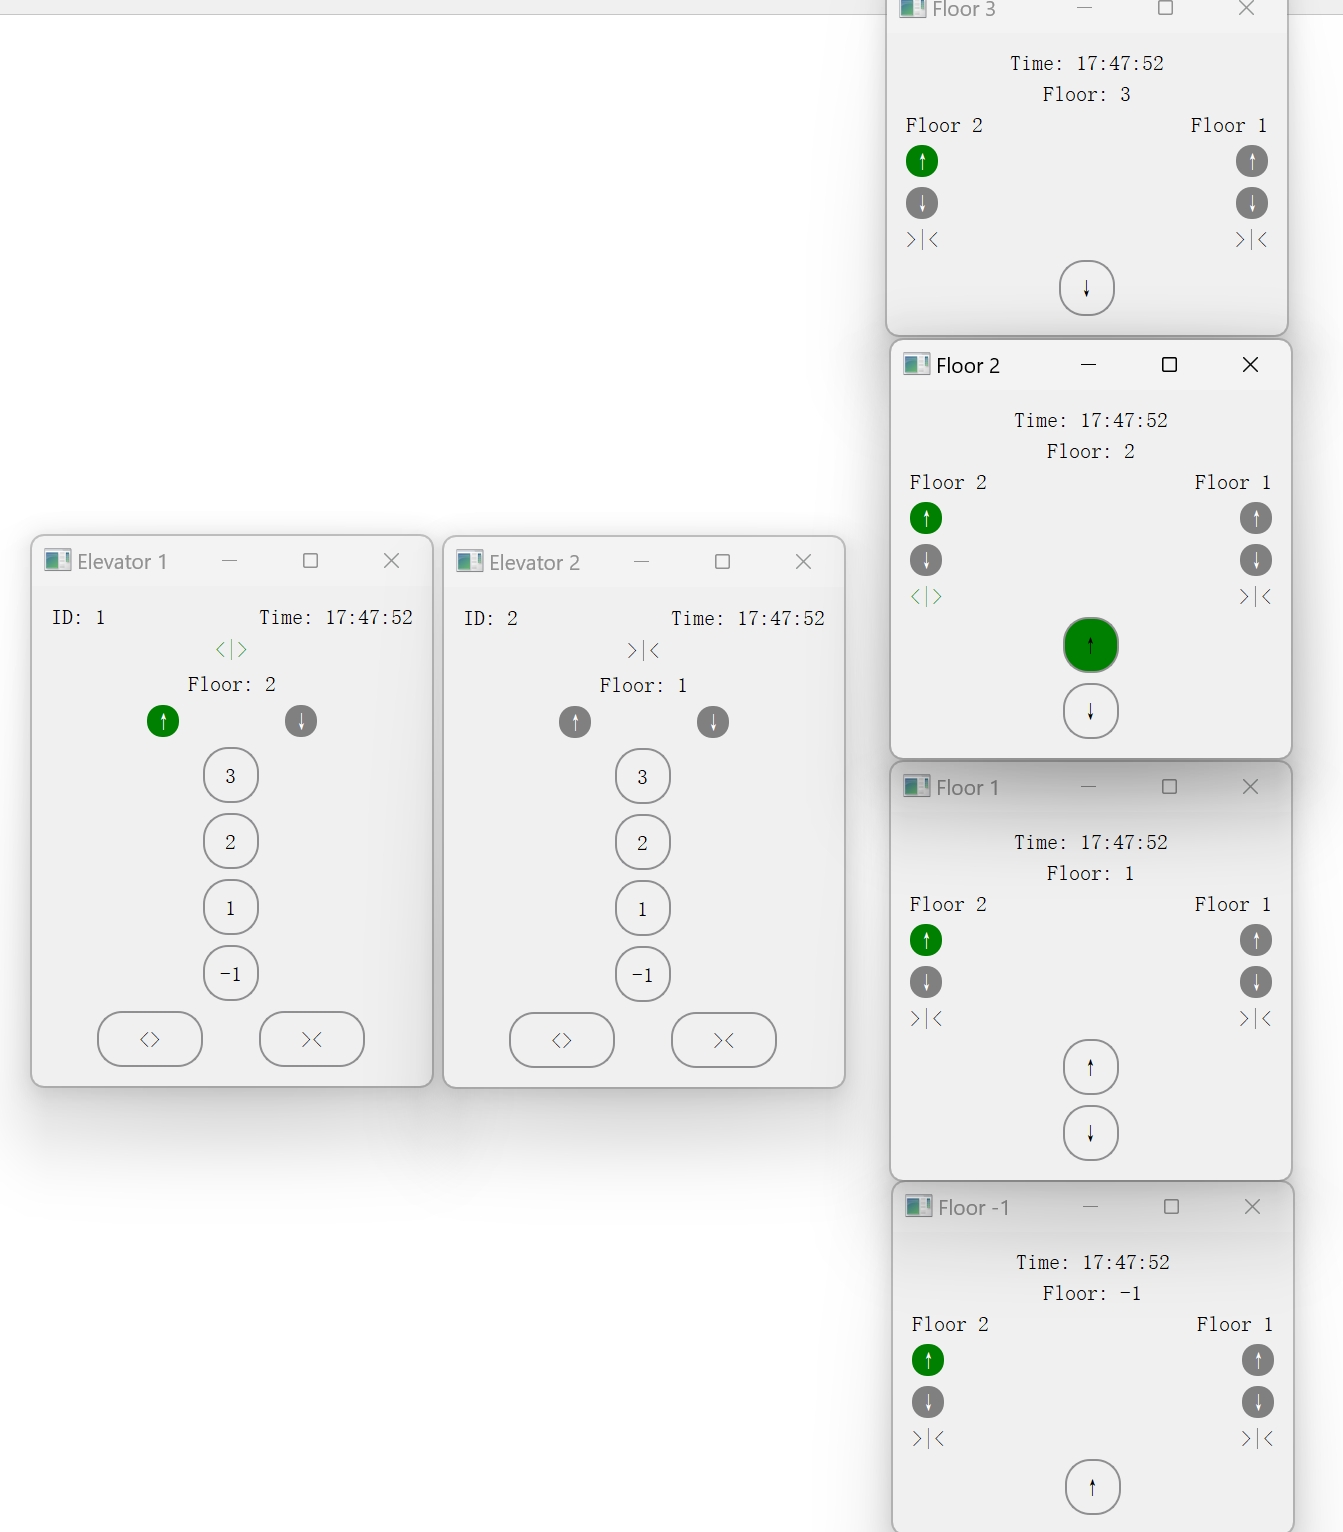 Floor 3
Time: 17:47:52
Floor: 3
Floor 2 Floor 1
↑ ↑
↓ ↓
>|< >|<
↓
Floor 2
Time: 17:47:52
Floor: 2
Floor 2 Floor 1
↑ ↑
↓ ↓
<|> >|<
↑
↓
Elevator 1
ID: 1 Time: 17:47:52
<|>
Floor: 2
↑ ↓
3
2
1
-1
<> ><
Elevator 2
ID: 2 Time: 17:47:52
>|<
Floor: 1
↑ ↓
3
2
1
-1
<> ><
Floor 1
Time: 17:47:52
Floor: 1
Floor 2 Floor 1
↑ ↑
↓ ↓
>|< >|<
↑
↓
Floor -1
Time: 17:47:52
Floor: -1
Floor 2 Floor 1
↑ ↑
↓ ↓
>|< >|<
↑